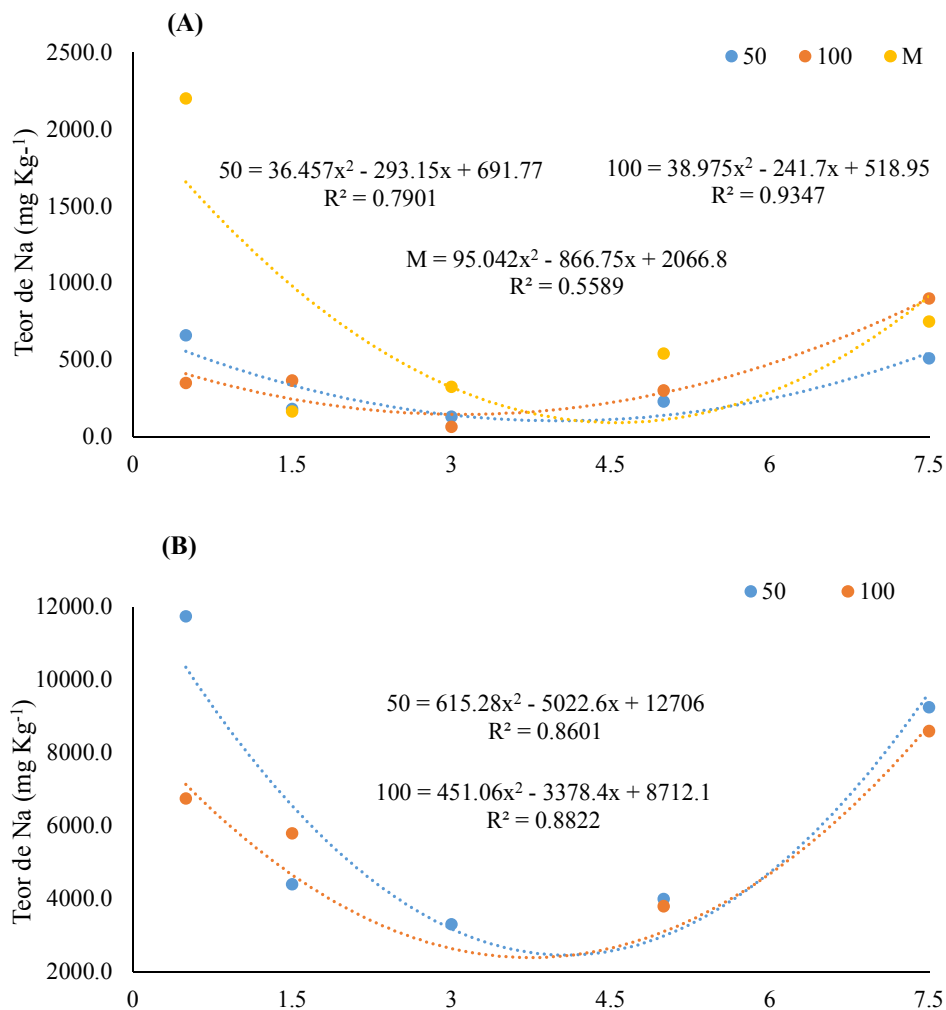 (A)
2500.0
50 100 M
2000.0
50 = 36.457x² - 293.15x + 691.77
R² = 0.7901
100 = 38.975x² - 241.7x + 518.95
R² = 0.9347
1500.0
M = 95.042x² - 866.75x + 2066.8
R² = 0.5589
1000.0
500.0
0.0
Teor de Na (mg Kg-¹)
0 1.5 3 4.5 6 7.5
(B)
50 100
12000.0
10000.0
50 = 615.28x² - 5022.6x + 12706
R² = 0.8601
8000.0
100 = 451.06x² - 3378.4x + 8712.1
R² = 0.8822
6000.0
4000.0
2000.0
Teor de Na (mg Kg⁻¹)
0 1.5 3 4.5 6 7.5